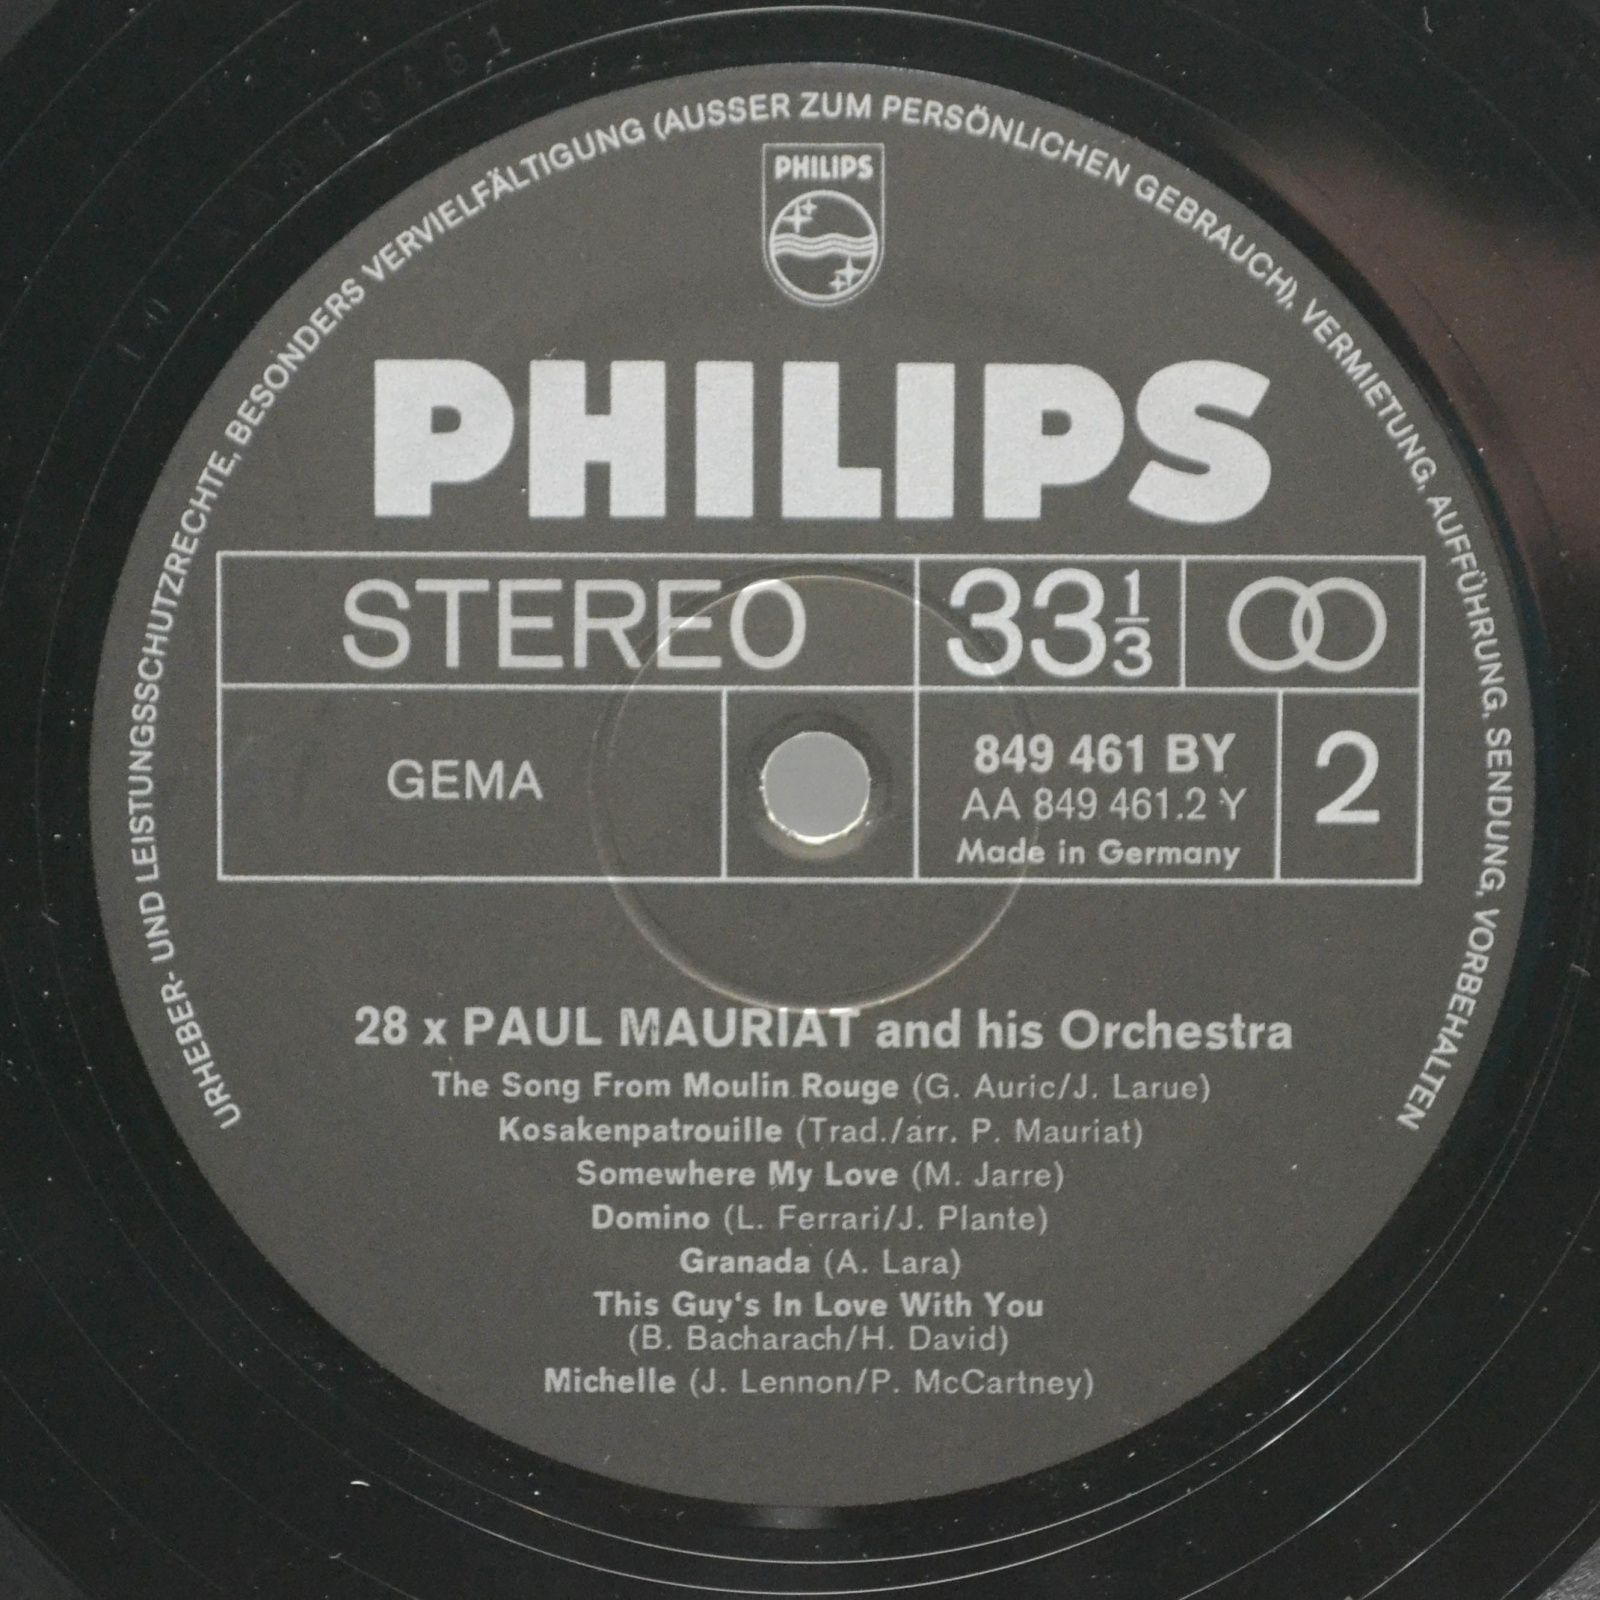 URHEBER- UND LEISTUNGSSCHUTZRECHTE, BESONDERS VERVIELFÄLTIGUNG (AUSSER ZUM PERSÖNLICHEN GEBRAUCH), VERMIETUNG, AUFFÜHRUNG, SENDUNG, VORBEHALTEN
PHILIPS
PHILIPS
STEREO 33 1/3
GEMA
849 461 BY
AA 849 461.2 Y
Made in Germany
2
28 x PAUL MAURIAT and his Orchestra
The Song From Moulin Rouge (G. Auric/J. Larue)
Kosakenpatrouille (Trad./arr. P. Mauriat)
Somewhere My Love (M. Jarre)
Domino (L. Ferrari/J. Plante)
Granada (A. Lara)
This Guy‘s In Love With You
(B. Bacharach/H. David)
Michelle (J. Lennon/P. McCartney)